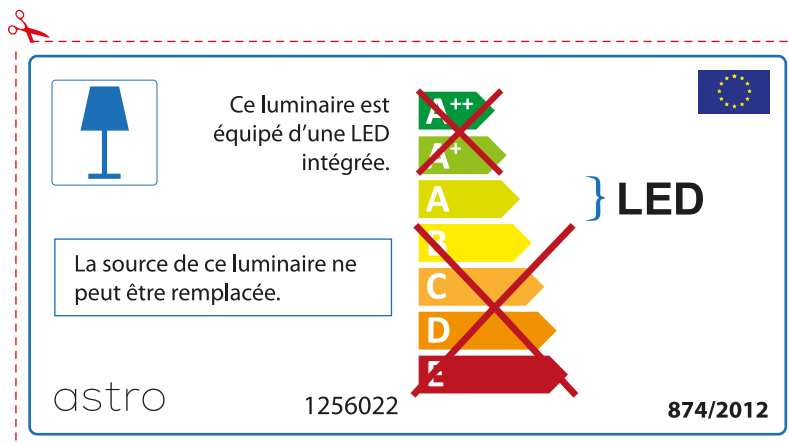 Ce luminaire est
équipé d'une LED
intégrée.
La source de ce luminaire ne
peut être remplacée.
A++
A+
A
B
C
D
E
LED
astro
1256022
874/2012